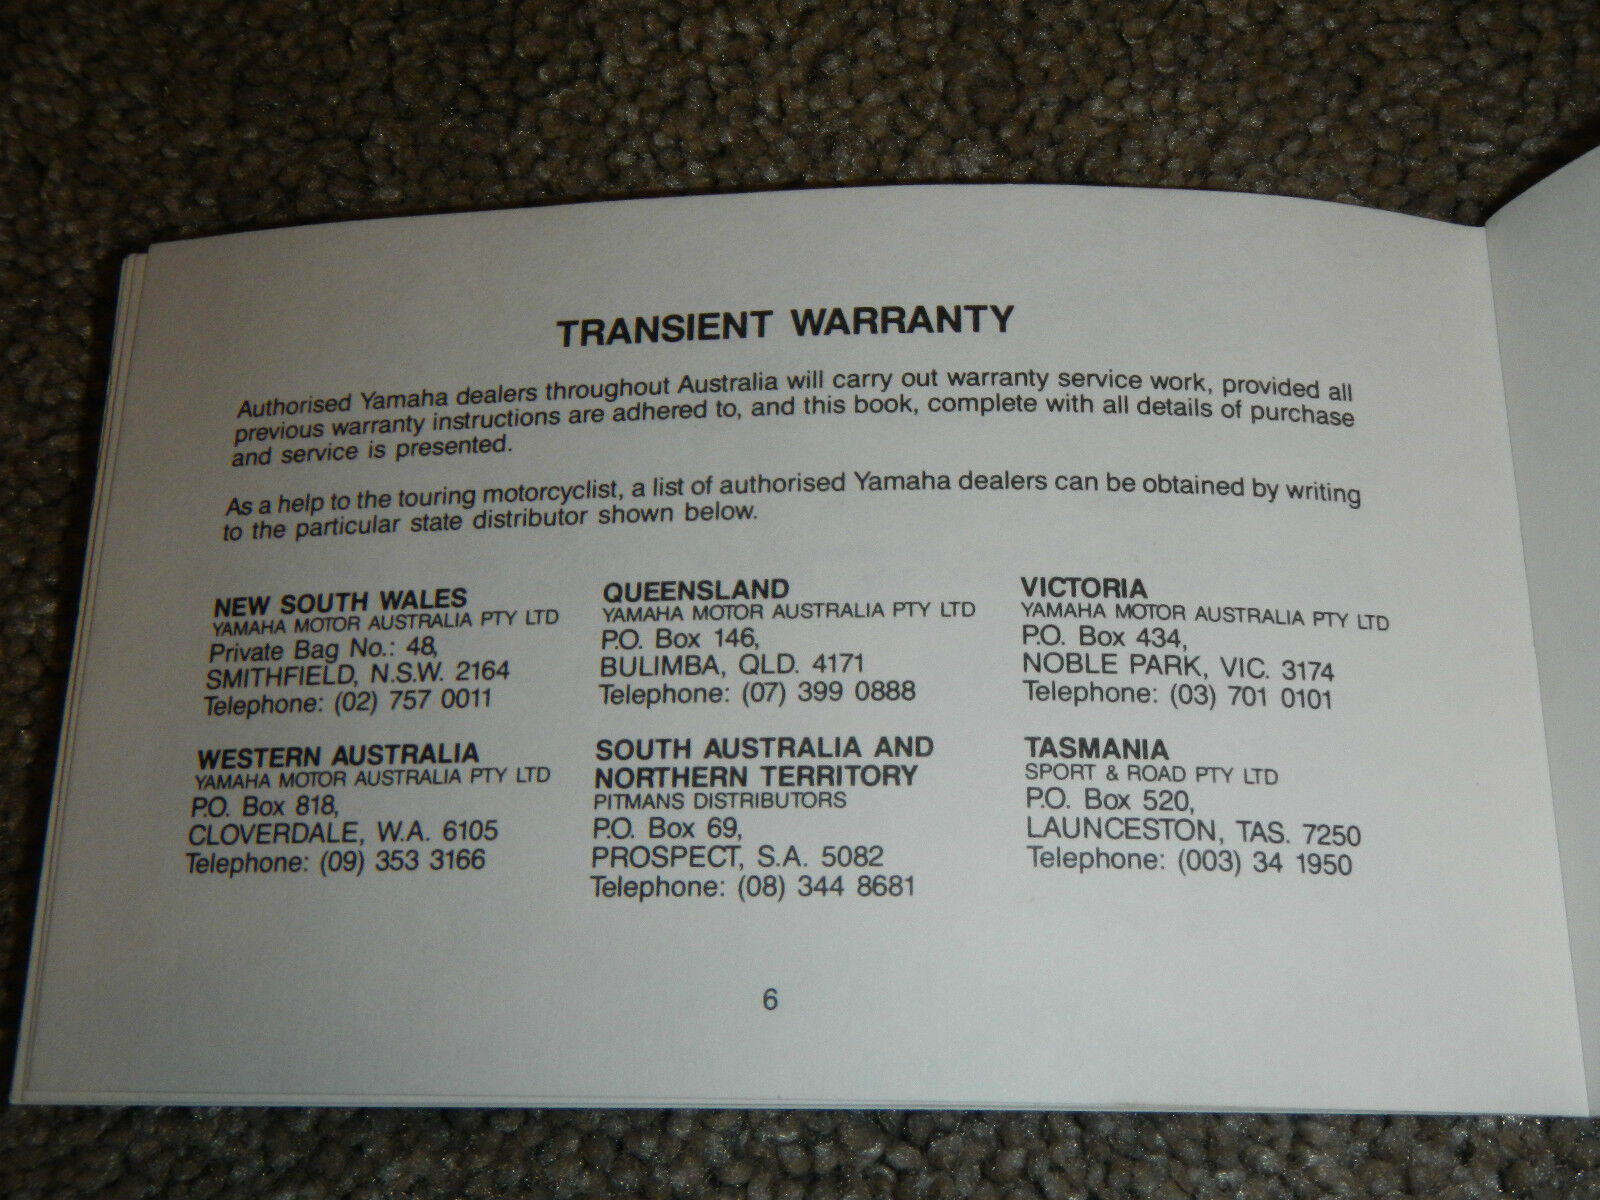 TRANSIENT WARRANTY
Authorised Yamaha dealers throughout Australia will carry out warranty service work, provided all
previous warranty instructions are adhered to, and this book, complete with all details of purchase
and service is presented.
As a help to the touring motorcyclist, a list of authorised Yamaha dealers can be obtained by writing
to the particular state distributor shown below.
NEW SOUTH WALES
YAMAHA MOTOR AUSTRALIA PTY LTD
Private Bag No.: 48,
SMITHFIELD, N.S.W. 2164
Telephone: (02) 757 0011
QUEENSLAND
YAMAHA MOTOR AUSTRALIA PTY LTD
P.O. Box 146,
BULIMBA, QLD. 4171
Telephone: (07) 399 0888
VICTORIA
YAMAHA MOTOR AUSTRALIA PTY LTD
P.O. Box 434,
NOBLE PARK, VIC. 3174
Telephone: (03) 701 0101
WESTERN AUSTRALIA
YAMAHA MOTOR AUSTRALIA PTY LTD
P.O. Box 818,
CLOVERDALE, W.A. 6105
Telephone: (09) 353 3166
SOUTH AUSTRALIA AND
NORTHERN TERRITORY
PITMANS DISTRIBUTORS
P.O. Box 69,
PROSPECT, S.A. 5082
Telephone: (08) 344 8681
TASMANIA
SPORT & ROAD PTY LTD
P.O. Box 520,
LAUNCESTON, TAS. 7250
Telephone: (003) 34 1950
6